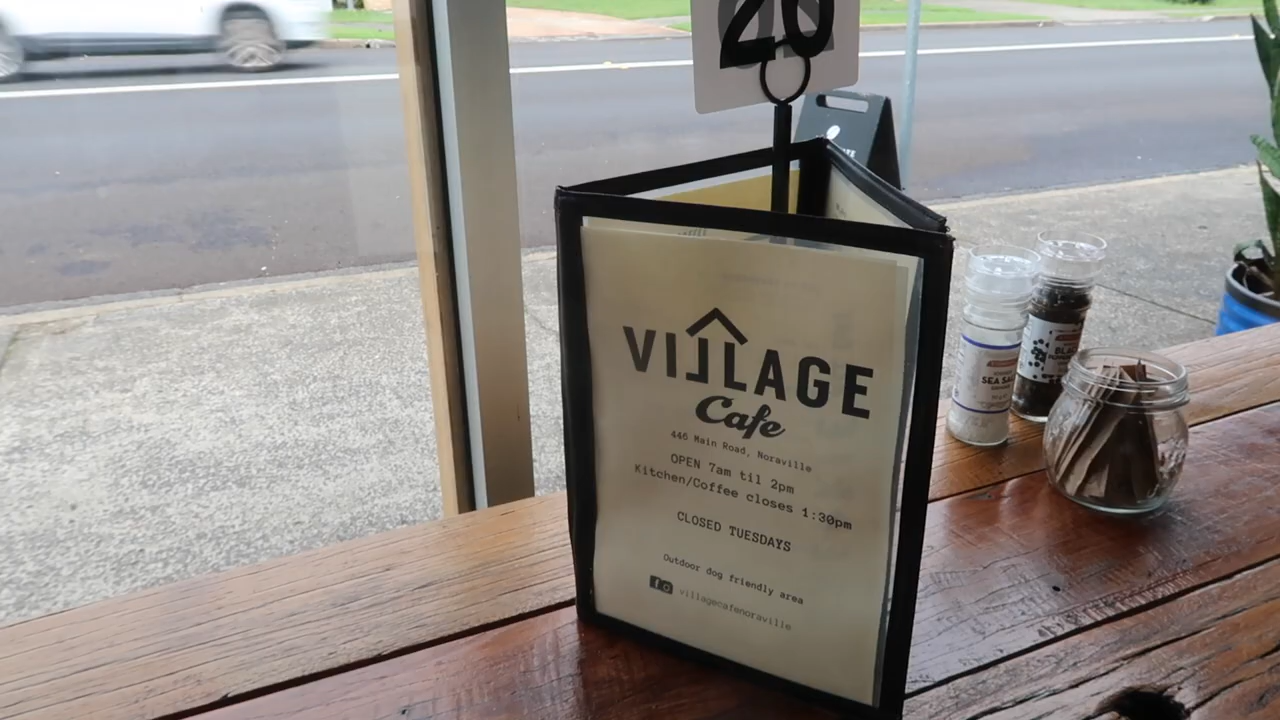 20
VILLAGE
Cafe
446 Main Road, Noraville
OPEN 7am til 2pm
Kitchen/Coffee closes 1:30pm
CLOSED TUESDAYS
Outdoor dog friendly area
villagecafenoraville
SEA SALT
BLACK